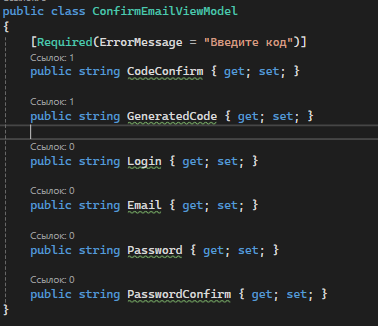 public class ConfirmEmailViewModel
{
[Required(ErrorMessage = "Введите код")]
Ссылок: 1
public string CodeConfirm { get; set; }
Ссылок: 1
public string GeneratedCode { get; set; }
Ссылок: 0
public string Login { get; set; }
Ссылок: 0
public string Email { get; set; }
Ссылок: 0
public string Password { get; set; }
Ссылок: 0
public string PasswordConfirm { get; set; }
}